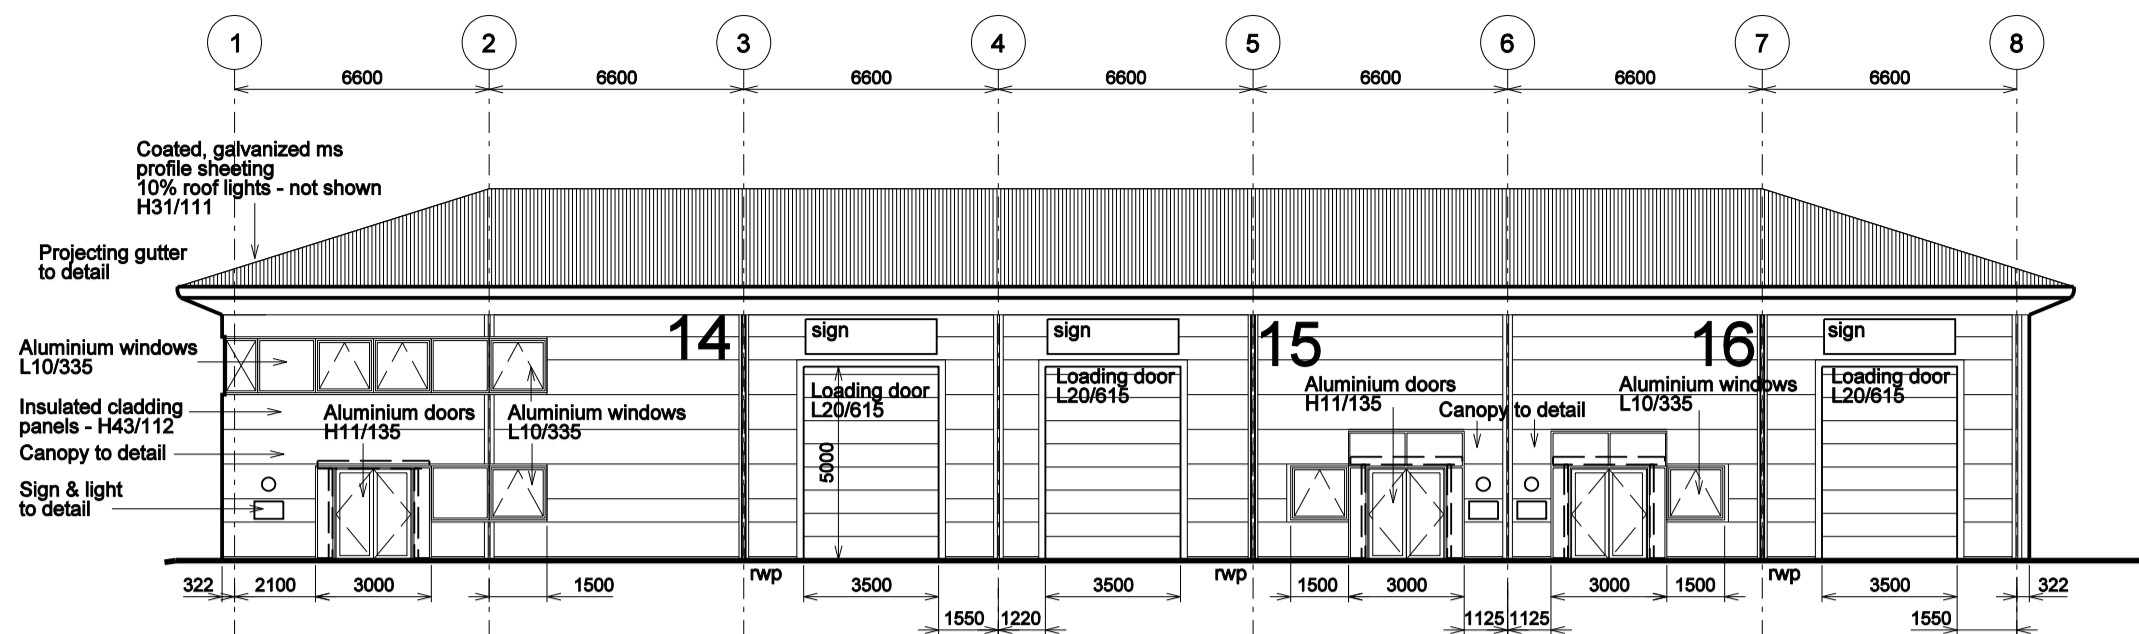 1 2 3 4 5 6 7 8
6600 6600 6600 6600 6600 6600 6600
Coated, galvanized ms
profile sheeting
10% roof lights - not shown
H31/111
Projecting gutter
to detail
Aluminium windows
L10/335
Insulated cladding
panels - H43/112
Canopy to detail
Sign & light
to detail
Aluminium doors
H11/135
Aluminium windows
L10/335
14
sign
Loading door
L20/615
5000
sign
Loading door
L20/615
15
Aluminium doors
H11/135
Canopy to detail
16
Aluminium windows
L10/335
sign
Loading door
L20/615
rwp rwp rwp
322 2100 3000 1500 3500 3500 1500 3000 3000 1500 3500 322
1550 1220 1125 1125 1550